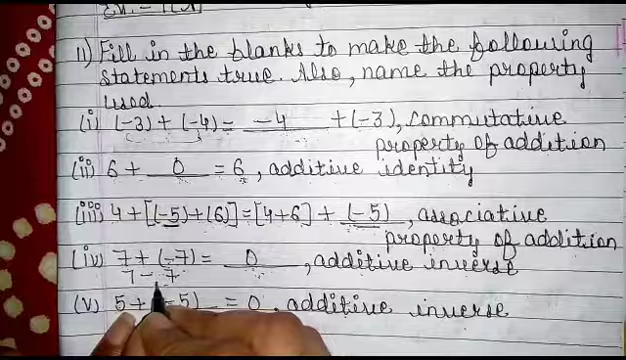 11) Fill in the blanks to make the following
statements true. Also, name the property
used.
(i) (-3) + (-4) = -4 + (-3), Commutative
property of addition
(ii) 6 + 0 = 6, additive identity
(iii) 4 + [(-5) + (6)] = [4+6] + (-5), associative
property of addition
(iv) 7 + (-7) = 0, additive inverse
7 - 7
(v) 5 + (-5) = 0, additive inverse